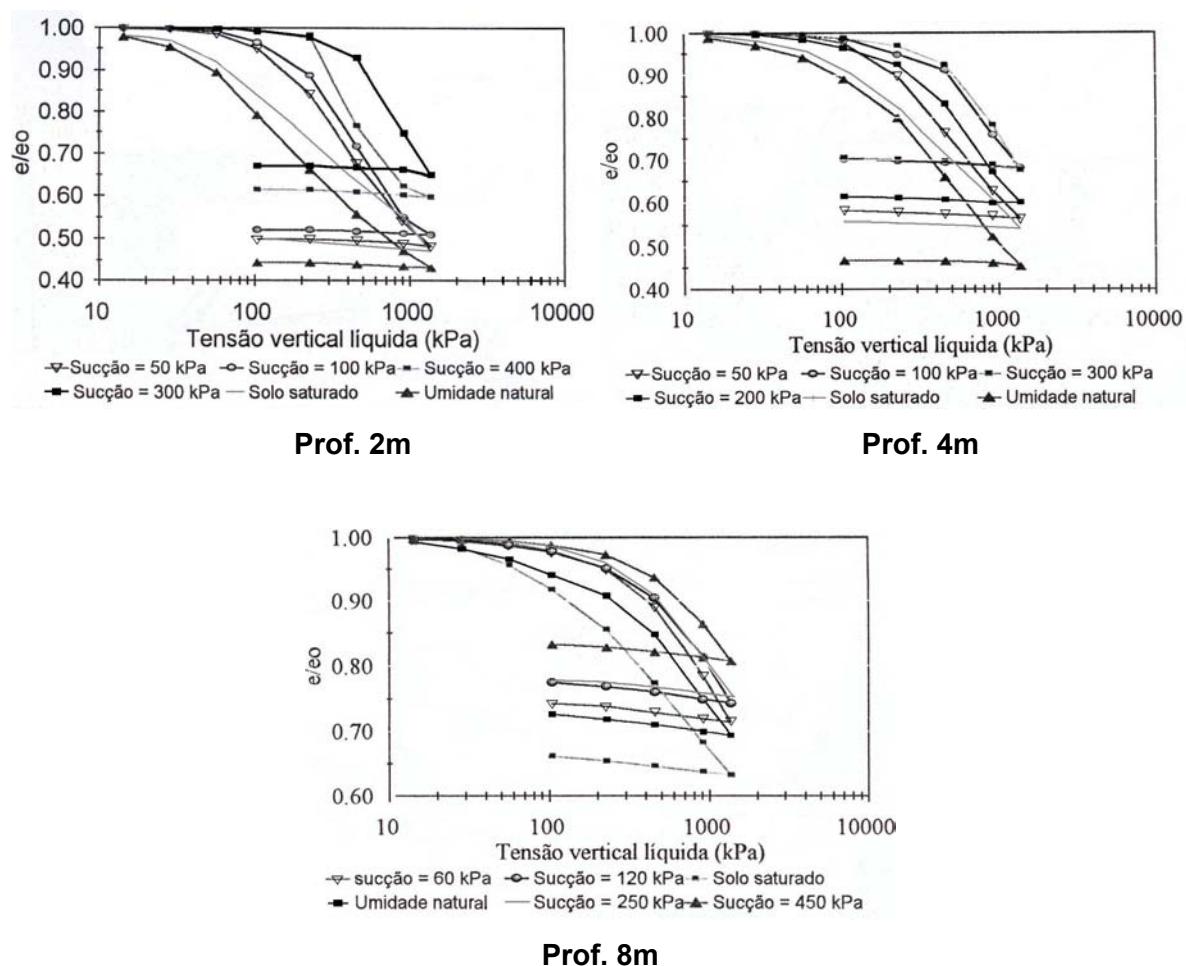 1.00
0.90
0.80
0.70
0.60
0.50
0.40
e/eo
10 100 1000 10000
Tensão vertical líquida (kPa)
Sucção = 50 kPa Sucção = 100 kPa Sucção = 400 kPa
Sucção = 300 kPa Solo saturado Umidade natural
Prof. 2m
1.00
0.90
0.80
0.70
0.60
0.50
0.40
e/eo
10 100 1000 10000
Tensão vertical líquida (kPa)
Sucção = 50 kPa Sucção = 100 kPa Sucção = 300 kPa
Sucção = 200 kPa Solo saturado Umidade natural
Prof. 4m
1.00
0.90
0.80
0.70
0.60
e/eo
10 100 1000 10000
Tensão vertical líquida (kPa)
sucção = 60 kPa Sucção = 120 kPa Solo saturado
Umidade natural Sucção = 250 kPa Sucção = 450 kPa
Prof. 8m